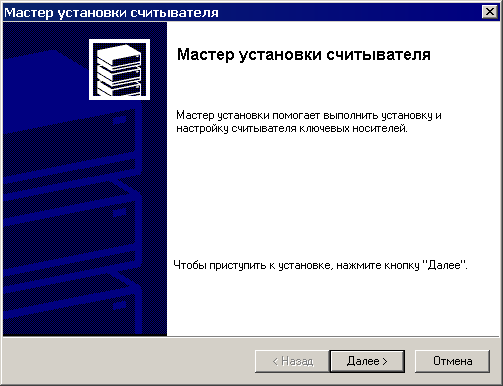 Мастер установки считывателя
Мастер установки считывателя
Мастер установки помогает выполнить установку и
настройку считывателя ключевых носителей.
Чтобы приступить к установке, нажмите кнопку "Далее".
< Назад
Далее >
Отмена